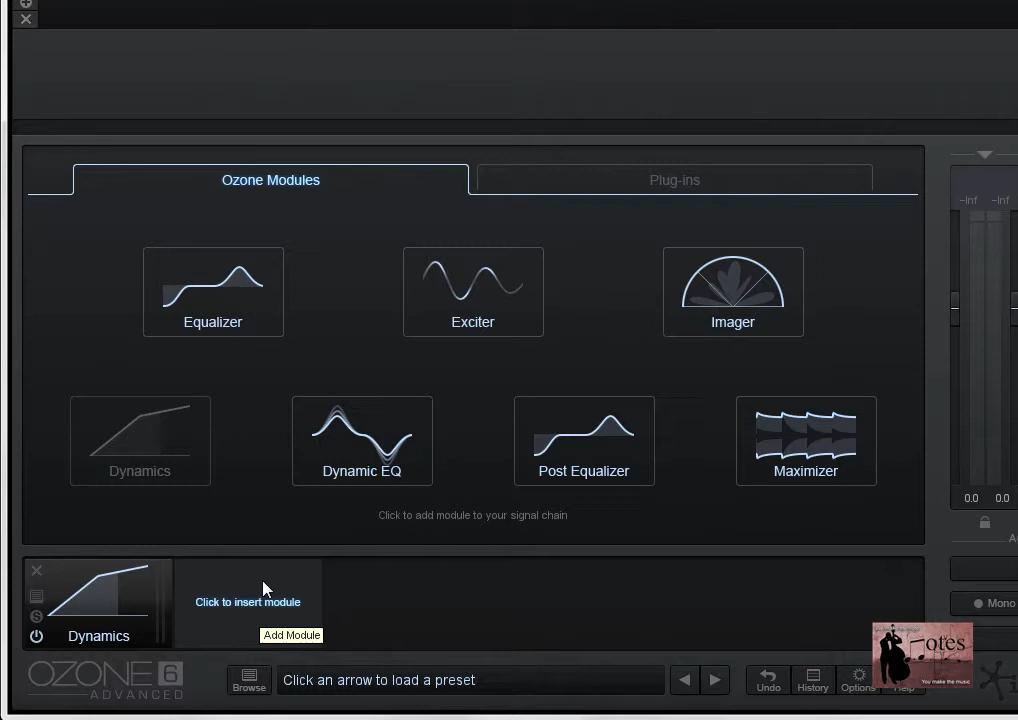 Ozone Modules
Plug-ins
-Inf -Inf
Equalizer
Exciter
Imager
Dynamics
Dynamic EQ
Post Equalizer
Maximizer
0.0 0.0
Click to add module to your signal chain
Click to insert module
Mono
S
Dynamics
Add Module
otes
You make the music
OZONE 6
ADVANCED
Browse
Click an arrow to load a preset
Undo
History
Options
Help